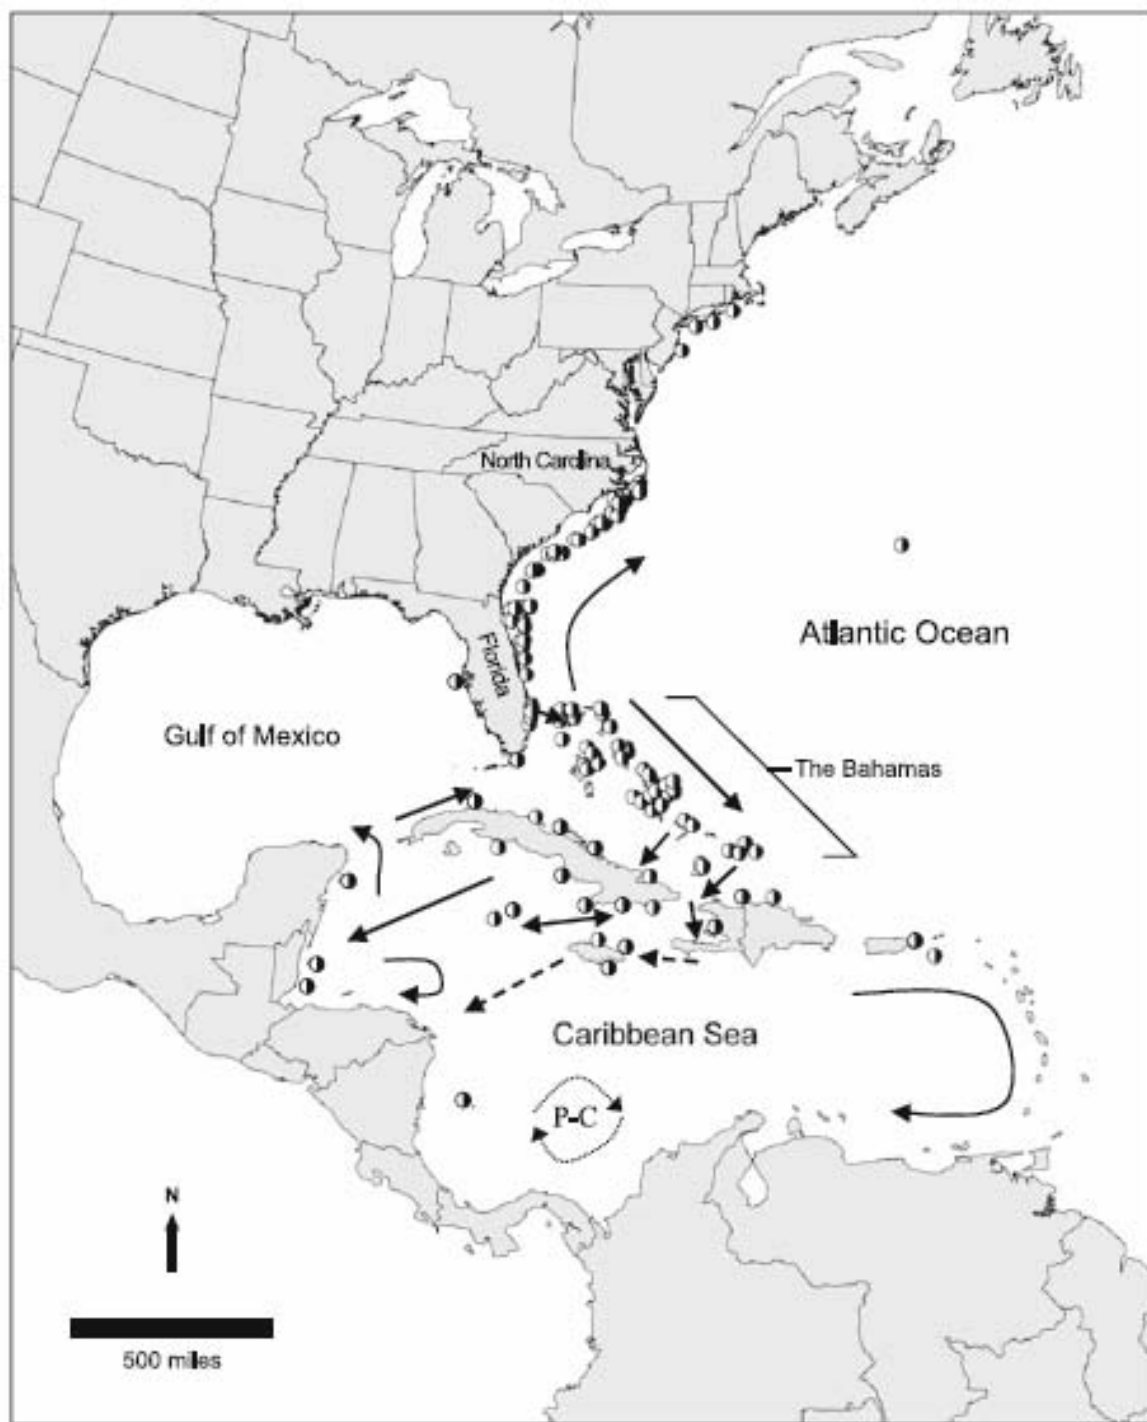 North Carolina
Atlantic Ocean
Florida
Gulf of Mexico
The Bahamas
Caribbean Sea
P-C
N
500 miles